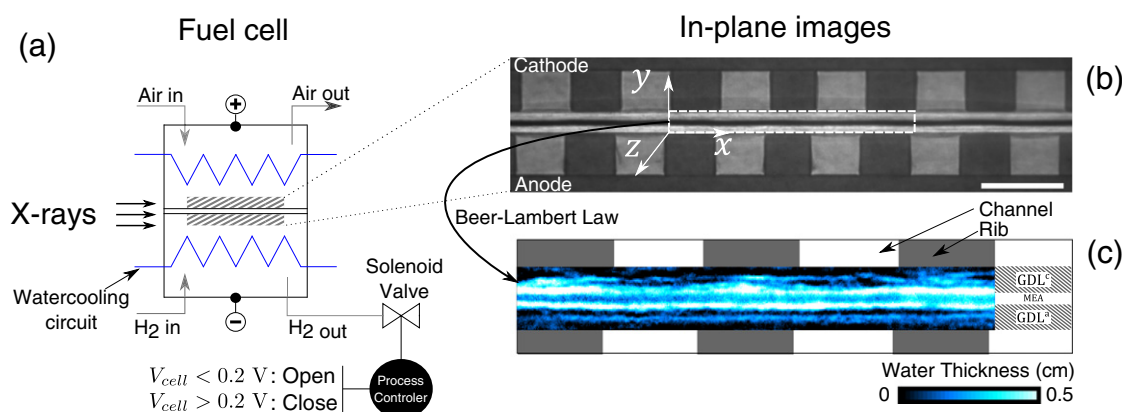 (a)
Fuel cell
Air in
Air out
+
X-rays
Watercooling
circuit
H2 in
−
H2 out
Solenoid
Valve
Process
Controler
V_cell < 0.2 V: Open
V_cell > 0.2 V: Close
In-plane images
(b)
Cathode
y
z
x
Anode
Beer-Lambert Law
Channel
Rib
(c)
GDLᶜ
MEA
GDLᵃ
Water Thickness (cm)
0
0.5